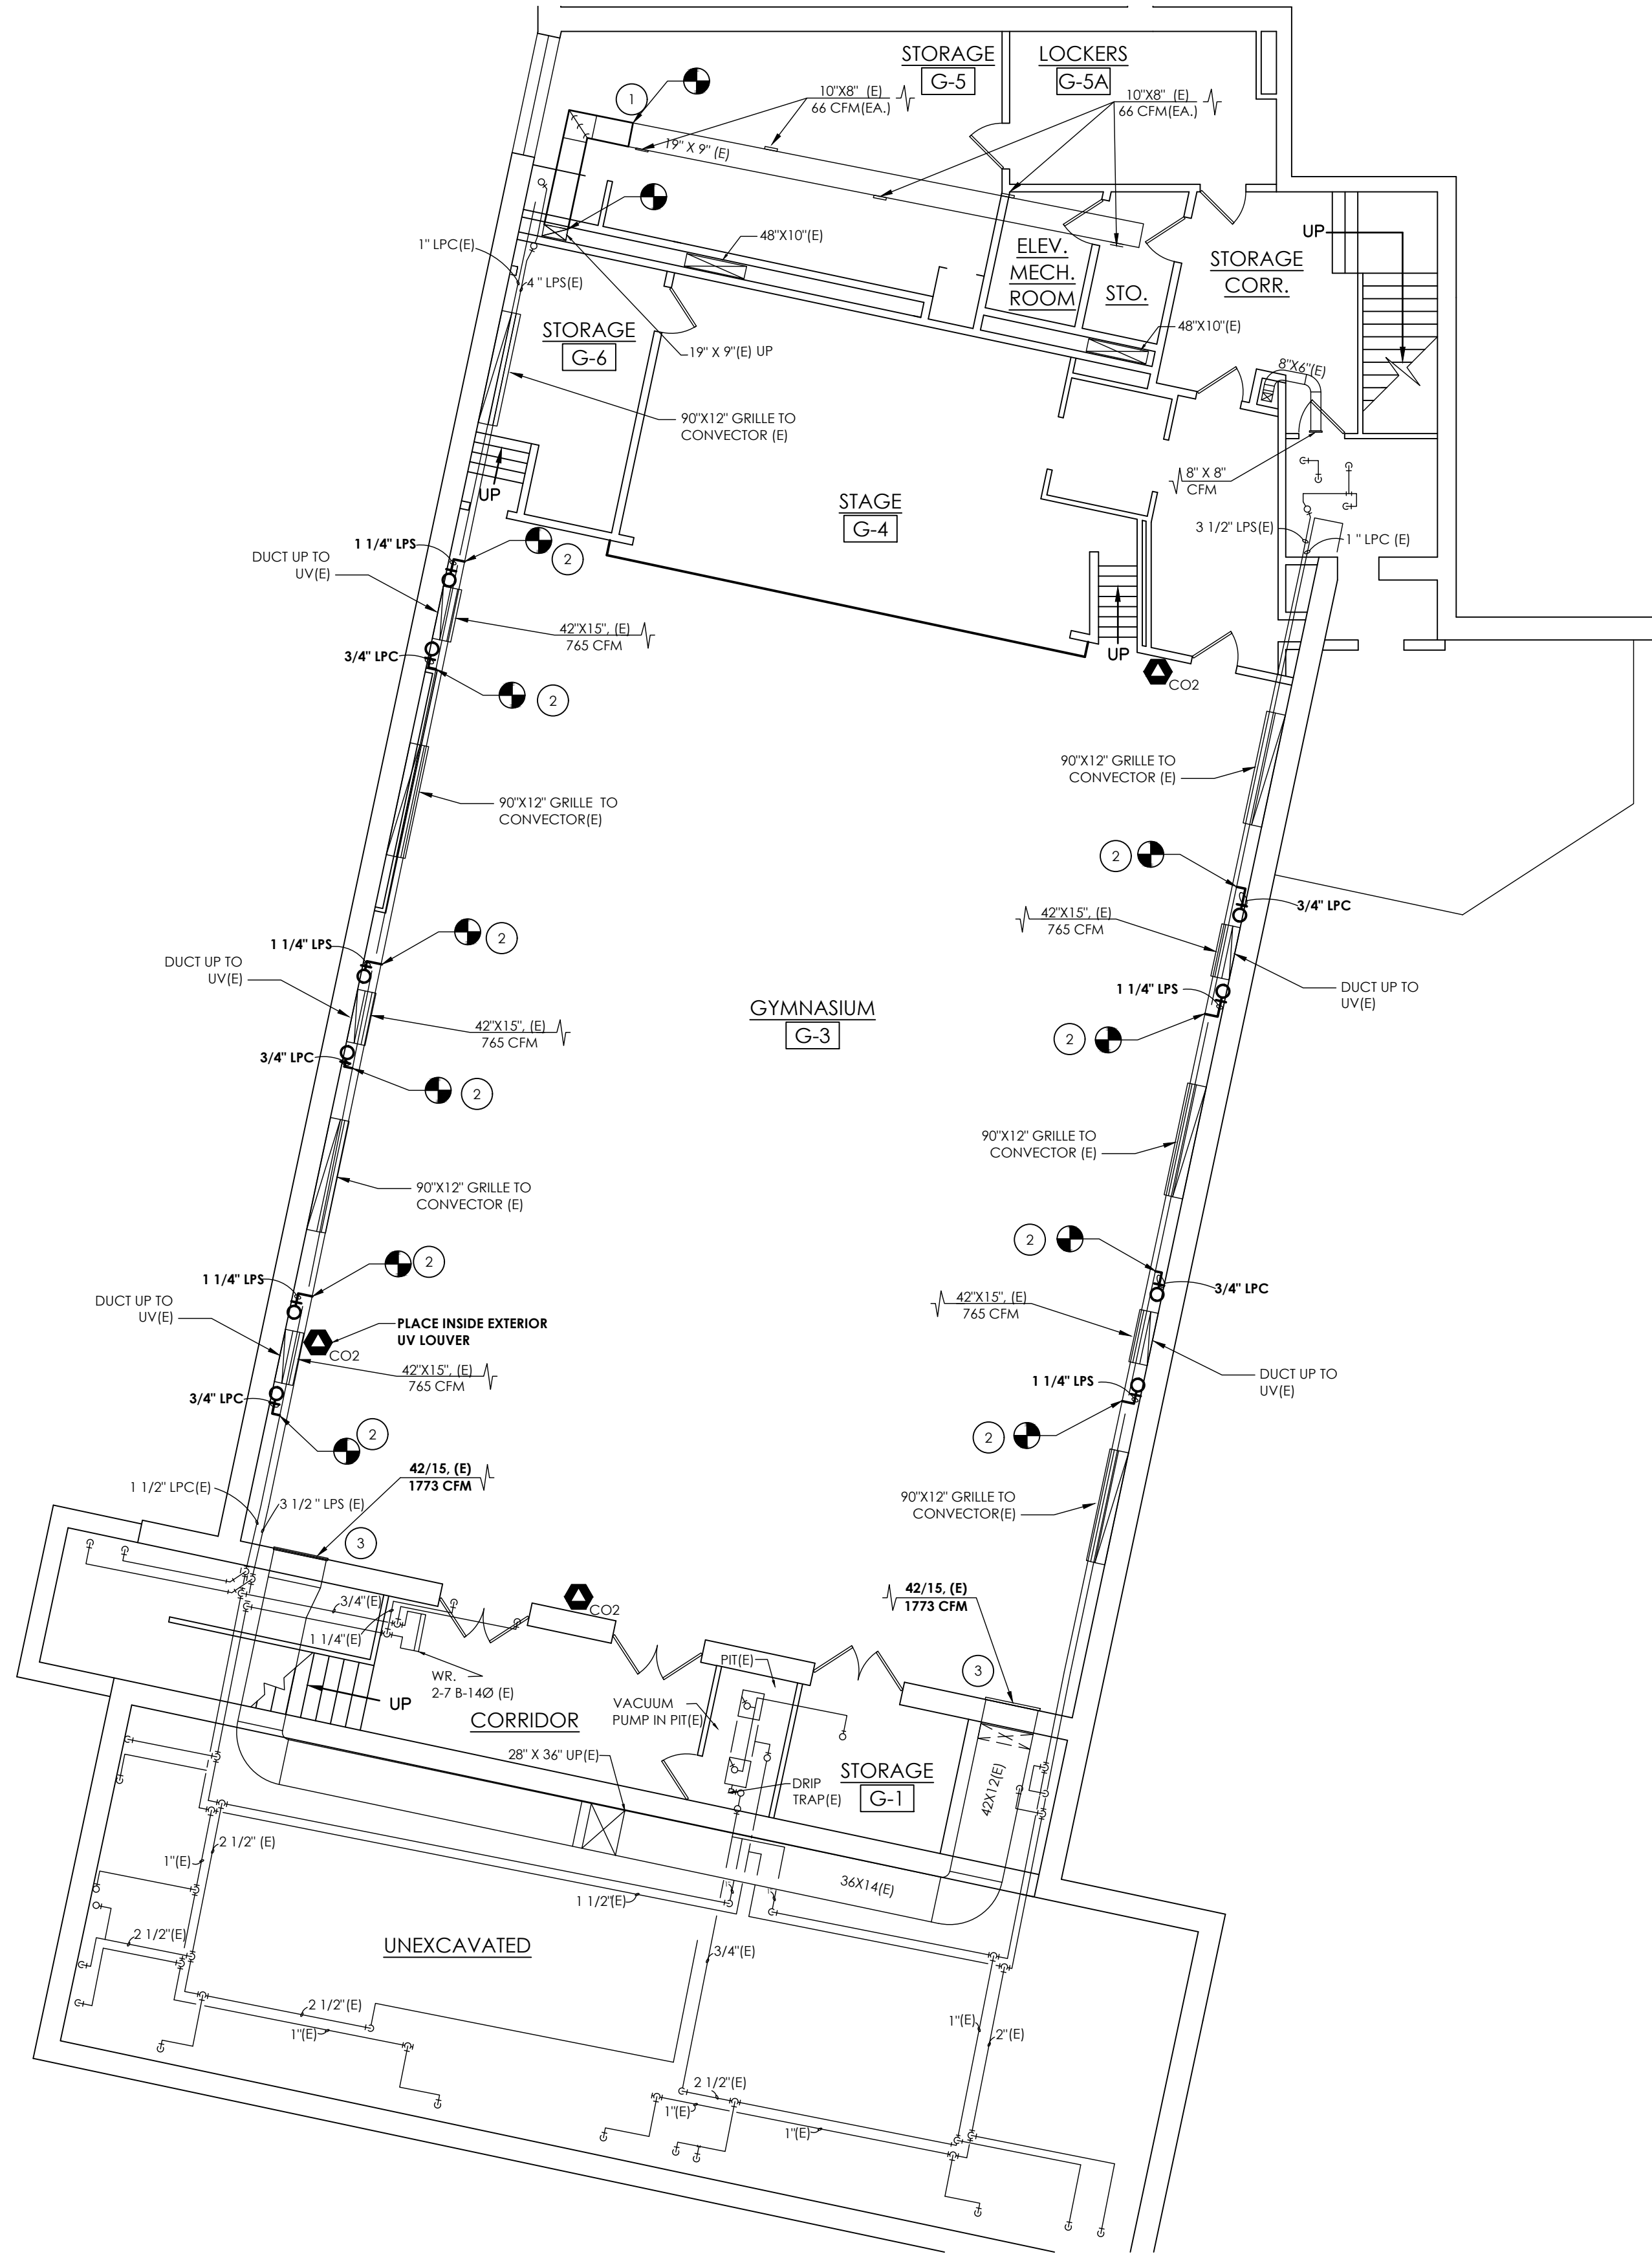 STORAGE
G-5
LOCKERS
G-5A
10"X8" (E)
66 CFM(EA.)
10"X8" (E)
66 CFM(EA.)
1
19" X 9" (E)
1" LPC(E)
4 " LPS(E)
48"X10"(E)
ELEV.
MECH.
ROOM
STO.
STORAGE
CORR.
UP
STORAGE
G-6
19" X 9"(E) UP
48"X10"(E)
8"X6"(E)
90"X12" GRILLE TO
CONVECTOR (E)
UP
STAGE
G-4
8" X 8"
CFM
3 1/2" LPS(E)
1 " LPC (E)
1 1/4" LPS
2
DUCT UP TO
UV(E)
42"X15", (E)
765 CFM
3/4" LPC
2
UP
CO2
90"X12" GRILLE TO
CONVECTOR(E)
90"X12" GRILLE TO
CONVECTOR (E)
2
3/4" LPC
42"X15", (E)
765 CFM
1 1/4" LPS
2
DUCT UP TO
UV(E)
42"X15", (E)
765 CFM
3/4" LPC
2
GYMNASIUM
G-3
1 1/4" LPS
DUCT UP TO
UV(E)
2
90"X12" GRILLE TO
CONVECTOR (E)
90"X12" GRILLE TO
CONVECTOR (E)
2
3/4" LPC
1 1/4" LPS
2
DUCT UP TO
UV(E)
PLACE INSIDE EXTERIOR
UV LOUVER
CO2
42"X15", (E)
765 CFM
3/4" LPC
2
42"X15", (E)
765 CFM
1 1/4" LPS
DUCT UP TO
UV(E)
2
1 1/2" LPC(E)
3 1/2 " LPS (E)
42/15, (E)
1773 CFM
3
90"X12" GRILLE TO
CONVECTOR(E)
3/4"(E)
1 1/4"(E)
CO2
42/15, (E)
1773 CFM
3
WR.
2-7 B-14Ø (E)
UP
CORRIDOR
PIT(E)
VACUUM
PUMP IN PIT(E)
28" X 36" UP(E)
STORAGE
G-1
DRIP
TRAP(E)
42X12(E)
2 1/2" (E)
1"(E)
1 1/2"(E)
36X14(E)
2 1/2"(E)
UNEXCAVATED
3/4"(E)
2 1/2"(E)
1"(E)
1"(E)
2"(E)
2 1/2"(E)
1"(E)
1"(E)